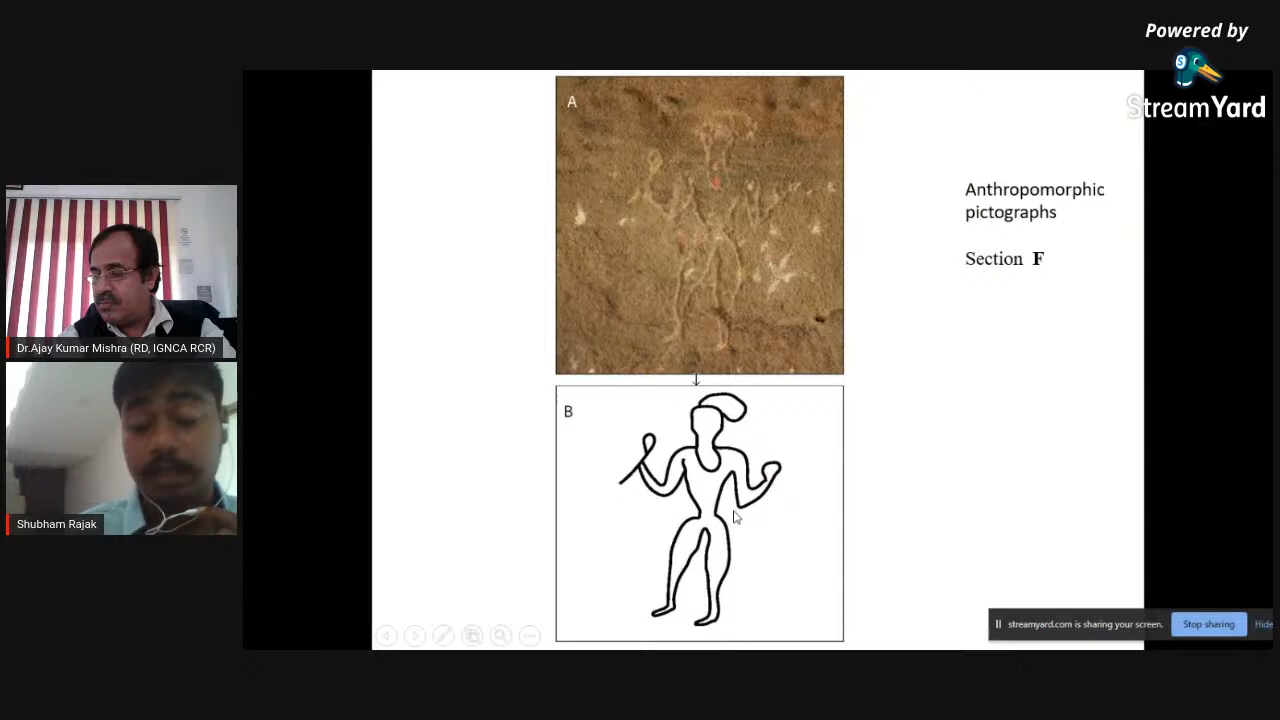 Powered by
StreamYard
A
Anthropomorphic
pictographs
Section F
Dr.Ajay Kumar Mishra (RD, IGNCA RCR)
B
Shubham Rajak
streamyard.com is sharing your screen.
Stop sharing
Hide